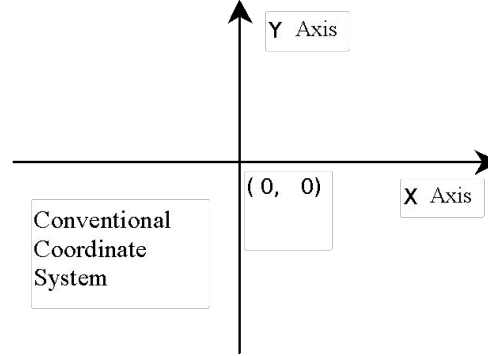 Y Axis
(0, 0)
X Axis
Conventional
Coordinate
System